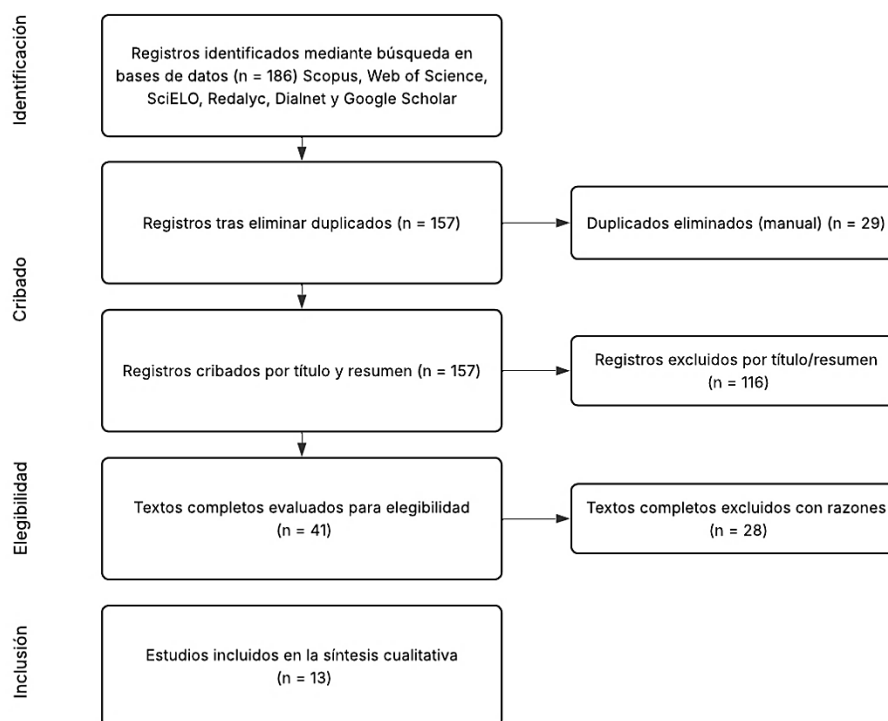 Identificación
Registros identificados mediante búsqueda en
bases de datos (n = 186) Scopus, Web of Science,
SciELO, Redalyc, Dialnet y Google Scholar
Cribado
Registros tras eliminar duplicados (n = 157)
Duplicados eliminados (manual) (n = 29)
Registros cribados por título y resumen (n = 157)
Registros excluidos por título/resumen
(n = 116)
Elegibilidad
Textos completos evaluados para elegibilidad
(n = 41)
Textos completos excluidos con razones
(n = 28)
Inclusión
Estudios incluidos en la síntesis cualitativa
(n = 13)